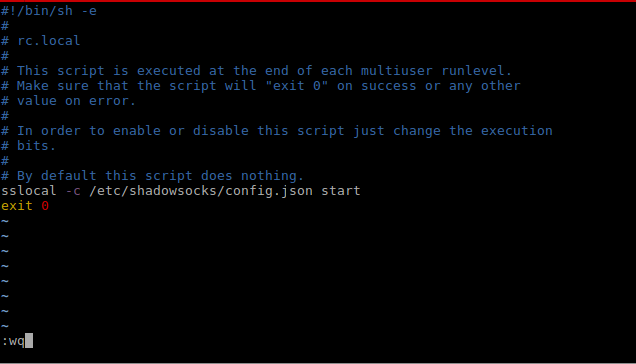 #!/bin/sh -e
#
# rc.local
#
# This script is executed at the end of each multiuser runlevel.
# Make sure that the script will "exit 0" on success or any other
# value on error.
#
# In order to enable or disable this script just change the execution
# bits.
#
# By default this script does nothing.
sslocal -c /etc/shadowsocks/config.json start
exit 0
~
~
~
~
~
~
~
~
:wq